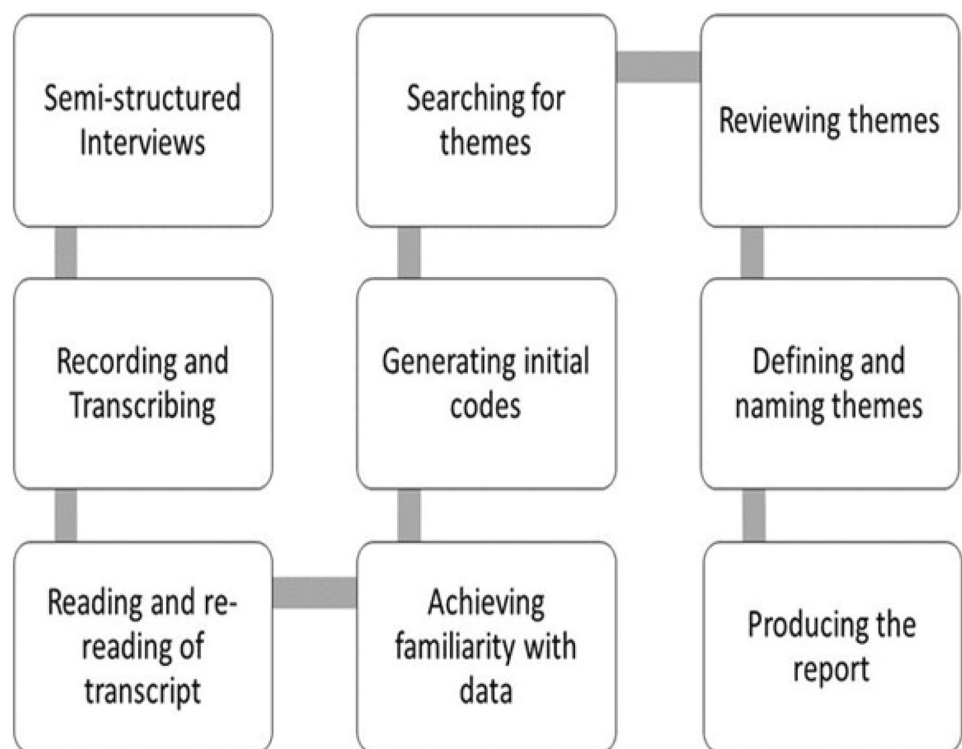 Semi-structured
Interviews
Recording and
Transcribing
Reading and re-
reading of
transcript
Achieving
familiarity with
data
Generating initial
codes
Searching for
themes
Reviewing themes
Defining and
naming themes
Producing the
report